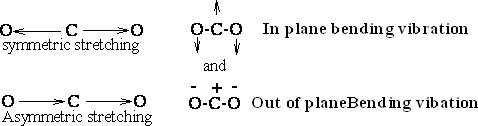 O C O
symmetric stretching
O-C-O
In plane bending vibration
and
O C O
Asymmetric stretching
- + -
O-C-O
Out of planeBending vibation